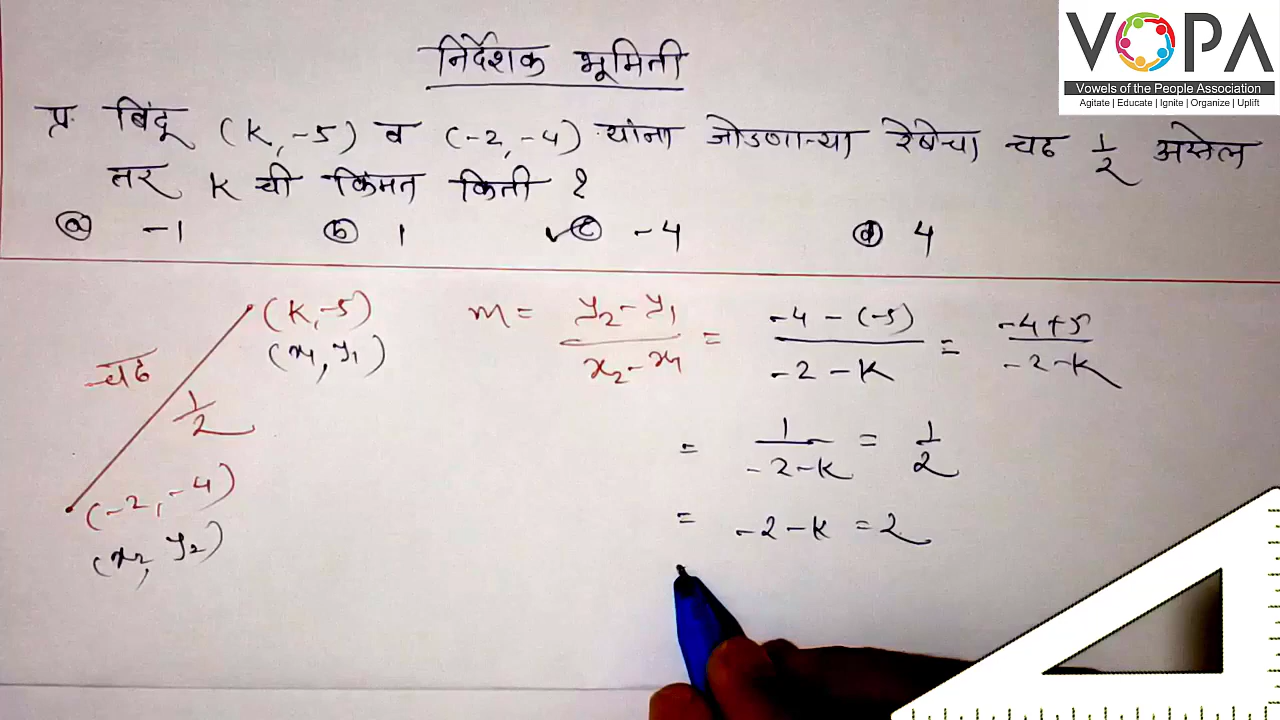 VOPA
Vowels of the People Association
Agitate | Educate | Ignite | Organize | Uplift
निर्देशक भूमिती
प्र. बिंदू (K, -5) व (-2, -4) यांना जोडणाऱ्या रेषेचा चढ 1/2 असेल
तर K ची किंमत किती ?
ⓐ -1 ⓑ 1 ✓ⓒ -4 ⓓ 4
(K, -5)
(x₁, y₁)
चढ
1/2
(-2, -4)
(x₂, y₂)
m = y₂-y₁ / x₂-x₁ = -4-(-5) / -2-K = -4+5 / -2-K
= 1 / -2-K = 1/2
= -2-K = 2